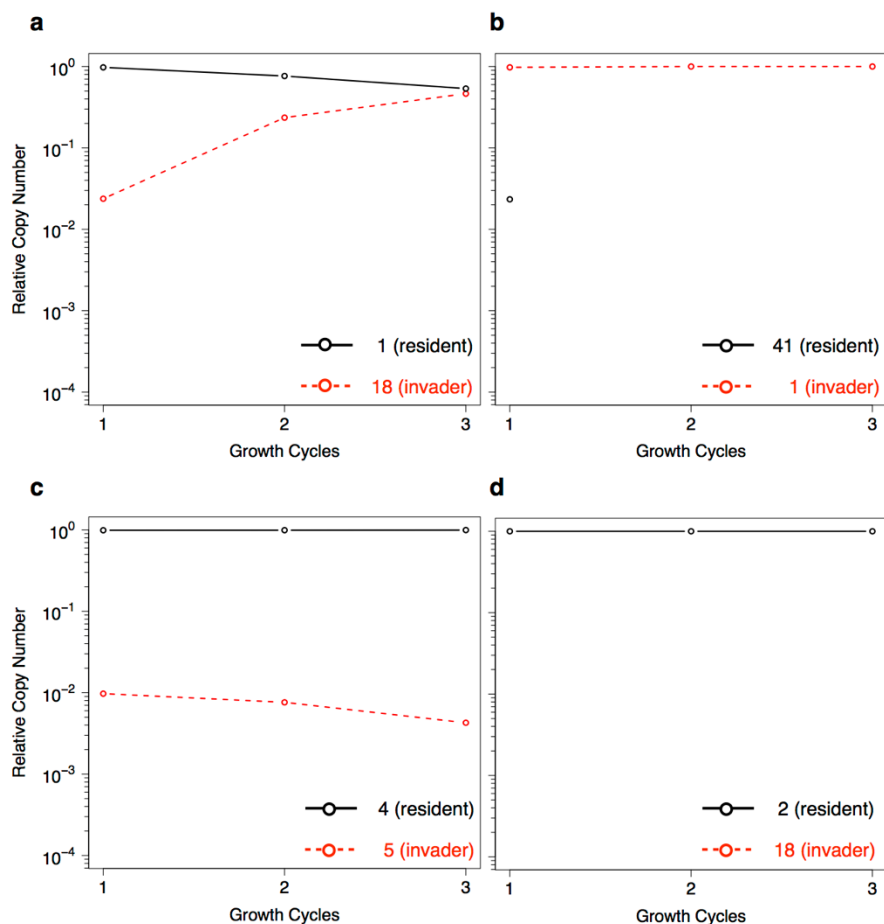 a
10^0
10^-1
10^-2
10^-3
10^-4
Relative Copy Number
1 (resident)
18 (invader)
1 2 3
Growth Cycles
b
41 (resident)
1 (invader)
1 2 3
Growth Cycles
c
10^0
10^-1
10^-2
10^-3
10^-4
Relative Copy Number
4 (resident)
5 (invader)
1 2 3
Growth Cycles
d
2 (resident)
18 (invader)
1 2 3
Growth Cycles